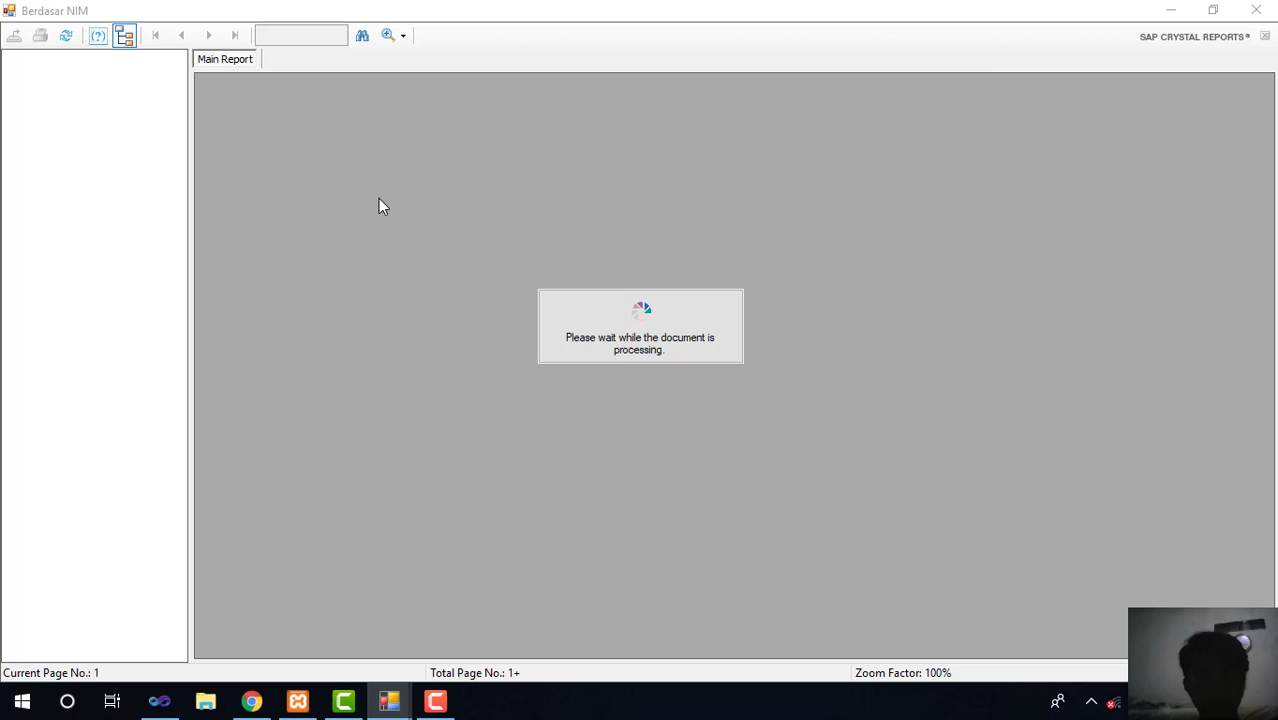 Berdasar NIM
SAP CRYSTAL REPORTS®
Main Report
Please wait while the document is
processing.
Current Page No.: 1
Total Page No.: 1+
Zoom Factor: 100%